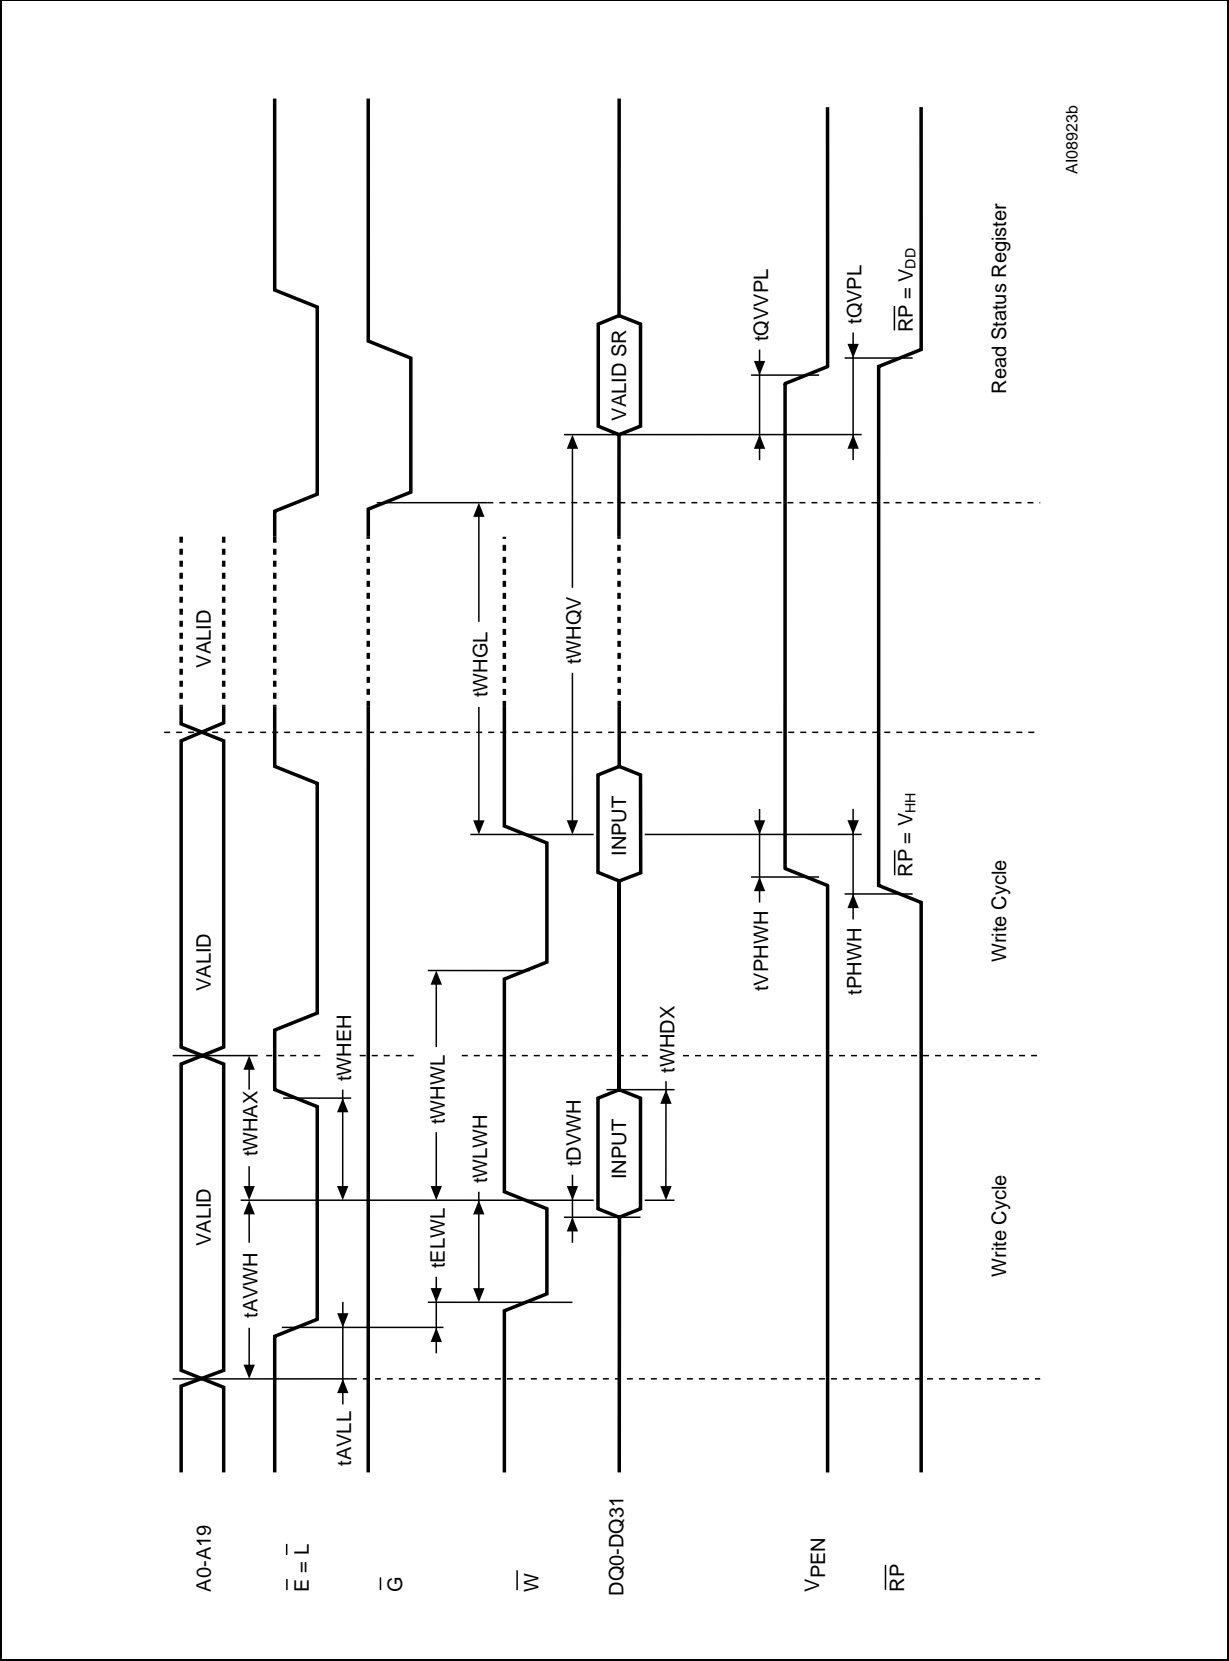 A0-A19
VALID
VALID
VALID
tAVWH
tWHAX
E = L
tAVLL
tWHEH
G
tELWL
tWHWL
tWLWH
tWHGL
W
tDVWH
tWHQV
DQ0-DQ31
INPUT
INPUT
VALID SR
tWHDX
VPEN
tVPHWH
tQVVPL
tPHWH
tQVPL
RP
RP = VHH
RP = VDD
Write Cycle
Write Cycle
Read Status Register
AI08923b